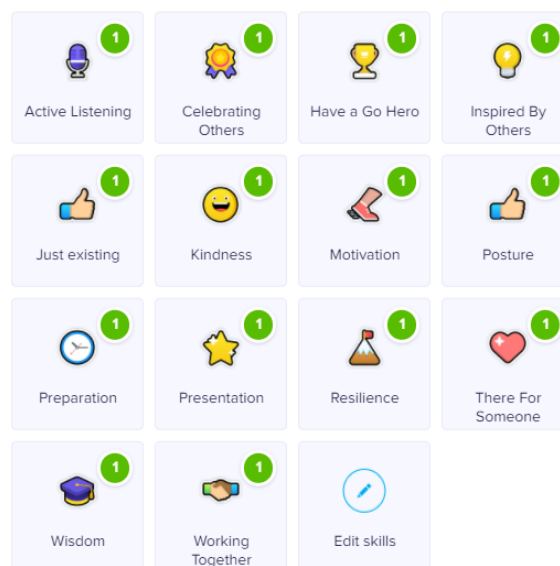 1
1
1
1
Active Listening
Celebrating
Others
Have a Go Hero
Inspired By
Others
1
1
1
1
Just existing
Kindness
Motivation
Posture
1
1
1
1
Preparation
Presentation
Resilience
There For
Someone
1
1
Wisdom
Working
Together
Edit skills